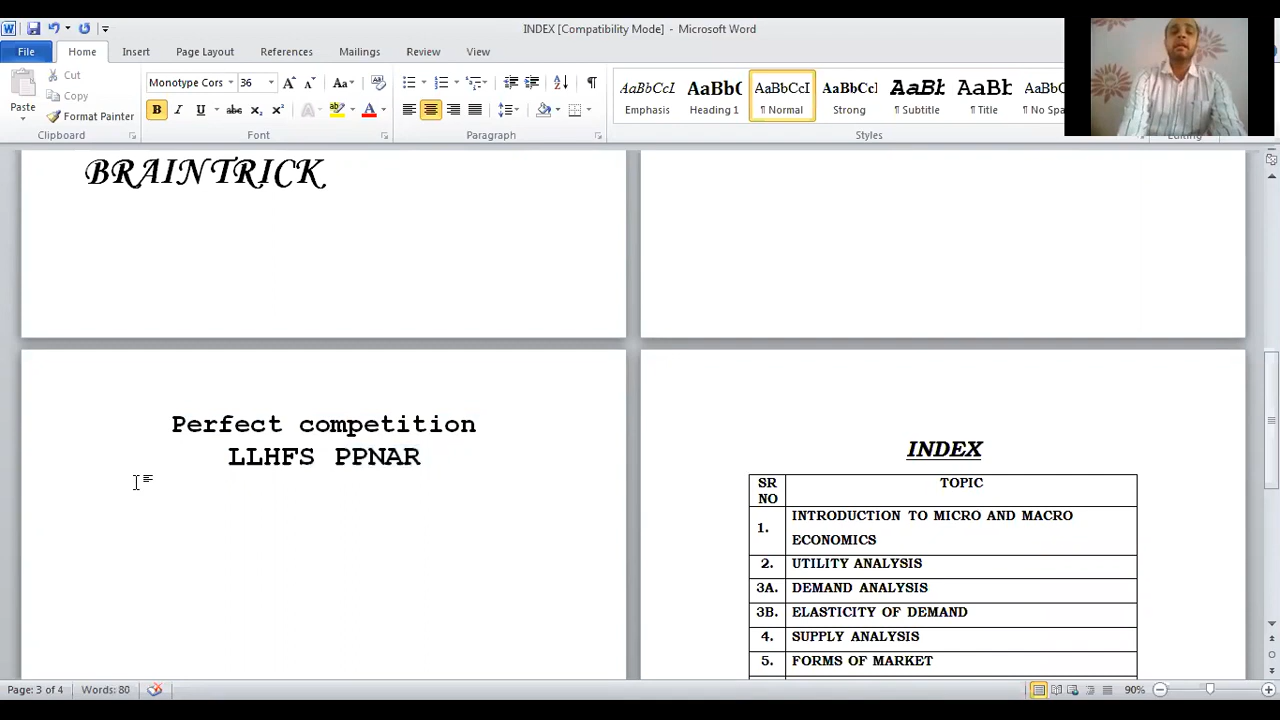 INDEX [Compatibility Mode] - Microsoft Word
File Home Insert Page Layout References Mailings Review View
Paste Cut Copy Format Painter
Monotype Cors 36
AaBbCcI AaBbC AaBbCcI AaBbCc AaBbC AaBbC AaBbCc
Emphasis Heading 1 ¶ Normal Strong ¶ Subtitle ¶ Title ¶ No Spa
Clipboard Font Paragraph Styles Editing
BRAINTRICK
Perfect competition
LLHFS PPNAR
INDEX
SR NO TOPIC
1. INTRODUCTION TO MICRO AND MACRO
ECONOMICS
2. UTILITY ANALYSIS
3A. DEMAND ANALYSIS
3B. ELASTICITY OF DEMAND
4. SUPPLY ANALYSIS
5. FORMS OF MARKET
Page: 3 of 4 Words: 80 90%